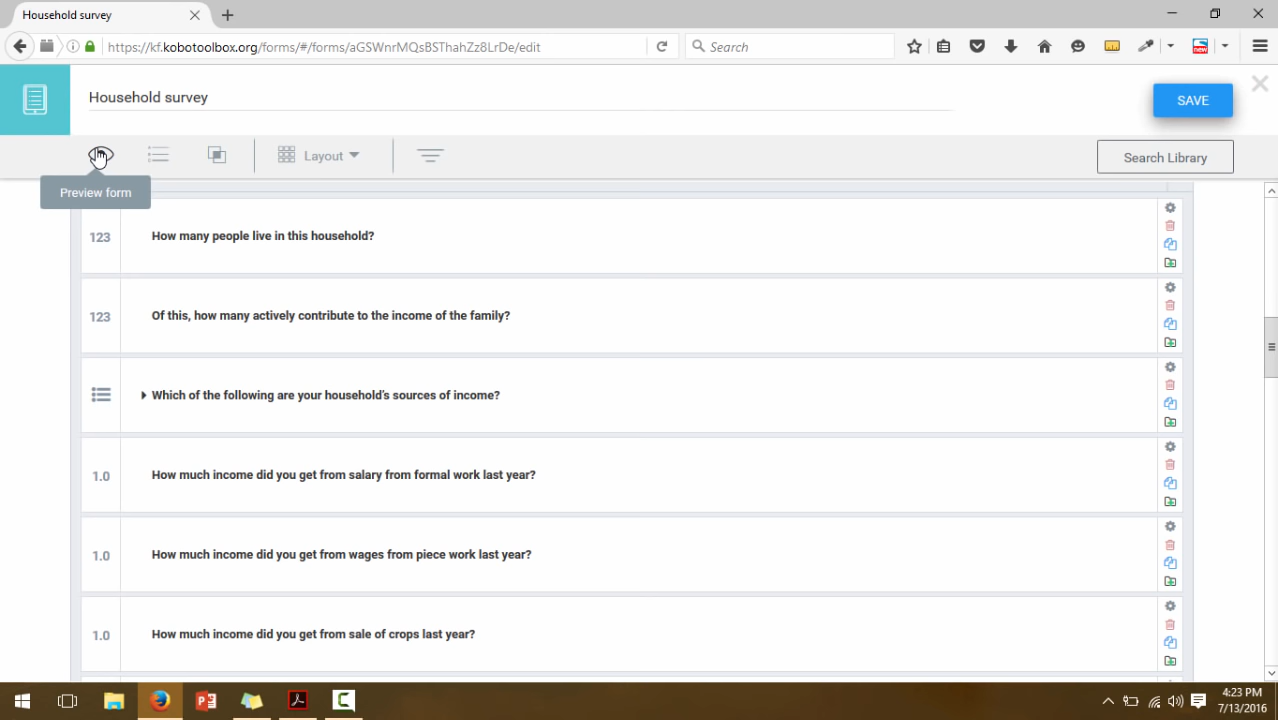 Household survey
https://kf.kobotoolbox.org/forms/#/forms/aGSWnrMQsBSThahZz8LrDe/edit
Search
new
Household survey
SAVE
Layout
Search Library
Preview form
123
How many people live in this household?
123
Of this, how many actively contribute to the income of the family?
Which of the following are your household's sources of income?
1.0
How much income did you get from salary from formal work last year?
1.0
How much income did you get from wages from piece work last year?
1.0
How much income did you get from sale of crops last year?
4:23 PM
7/13/2016